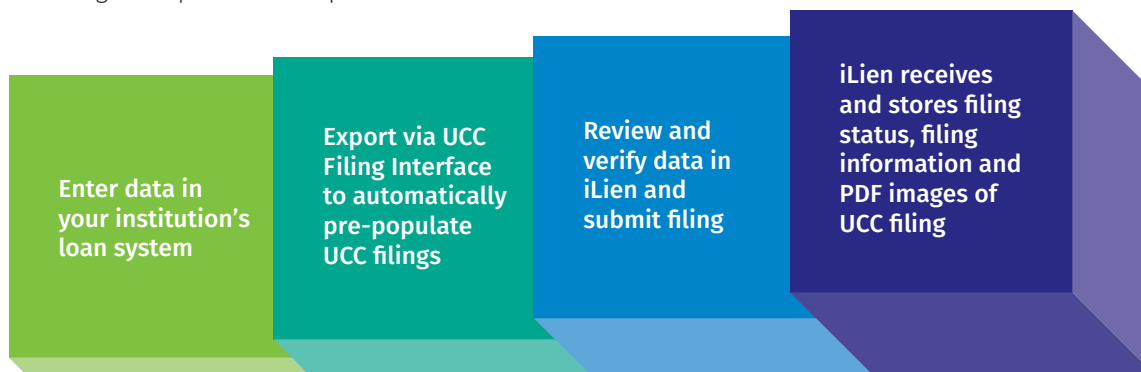 Enter data in
your institution's
loan system
Export via UCC
Filing Interface
to automatically
pre-populate
UCC filings
Review and
verify data in
iLien and
submit filing
iLien receives
and stores filing
status, filing
information and
PDF images of
UCC filing